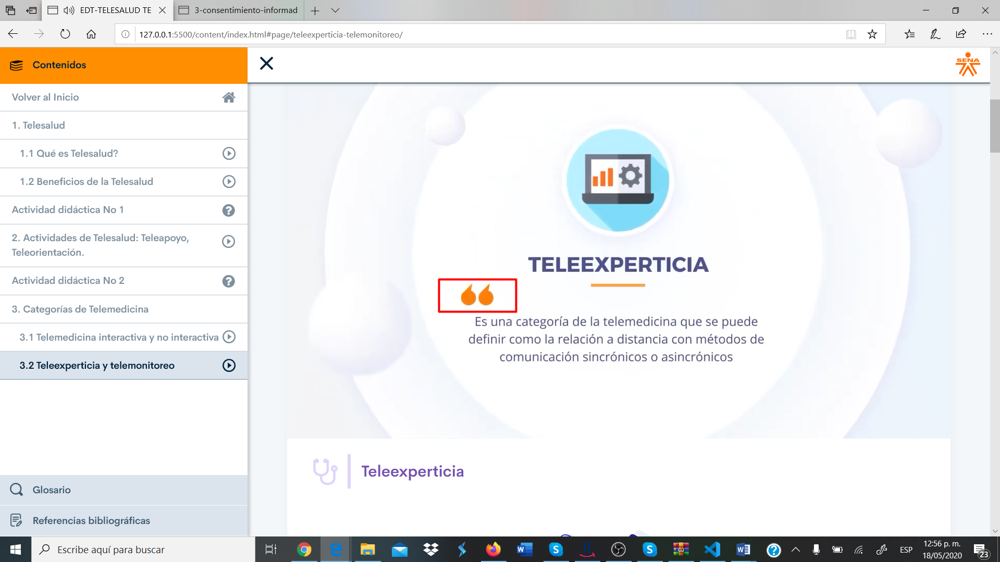 EDT-TELESALUD TE
3-consentimiento-informad
127.0.0.1:5500/content/index.html#page/teleexperticia-telemonitoreo/
Contenidos
SENA
Volver al Inicio
1. Telesalud
1.1 Qué es Telesalud?
1.2 Beneficios de la Telesalud
Actividad didáctica No 1
2. Actividades de Telesalud: Teleapoyo,
Teleorientación.
Actividad didáctica No 2
3. Categorías de Telemedicina
3.1 Telemedicina interactiva y no interactiva
3.2 Teleexperticia y telemonitoreo
Glosario
Referencias bibliográficas
TELEEXPERTICIA
Es una categoría de la telemedicina que se puede
definir como la relación a distancia con métodos de
comunicación sincrónicos o asincrónicos
Teleexperticia
Escribe aquí para buscar
ESP
12:56 p. m.
18/05/2020
23